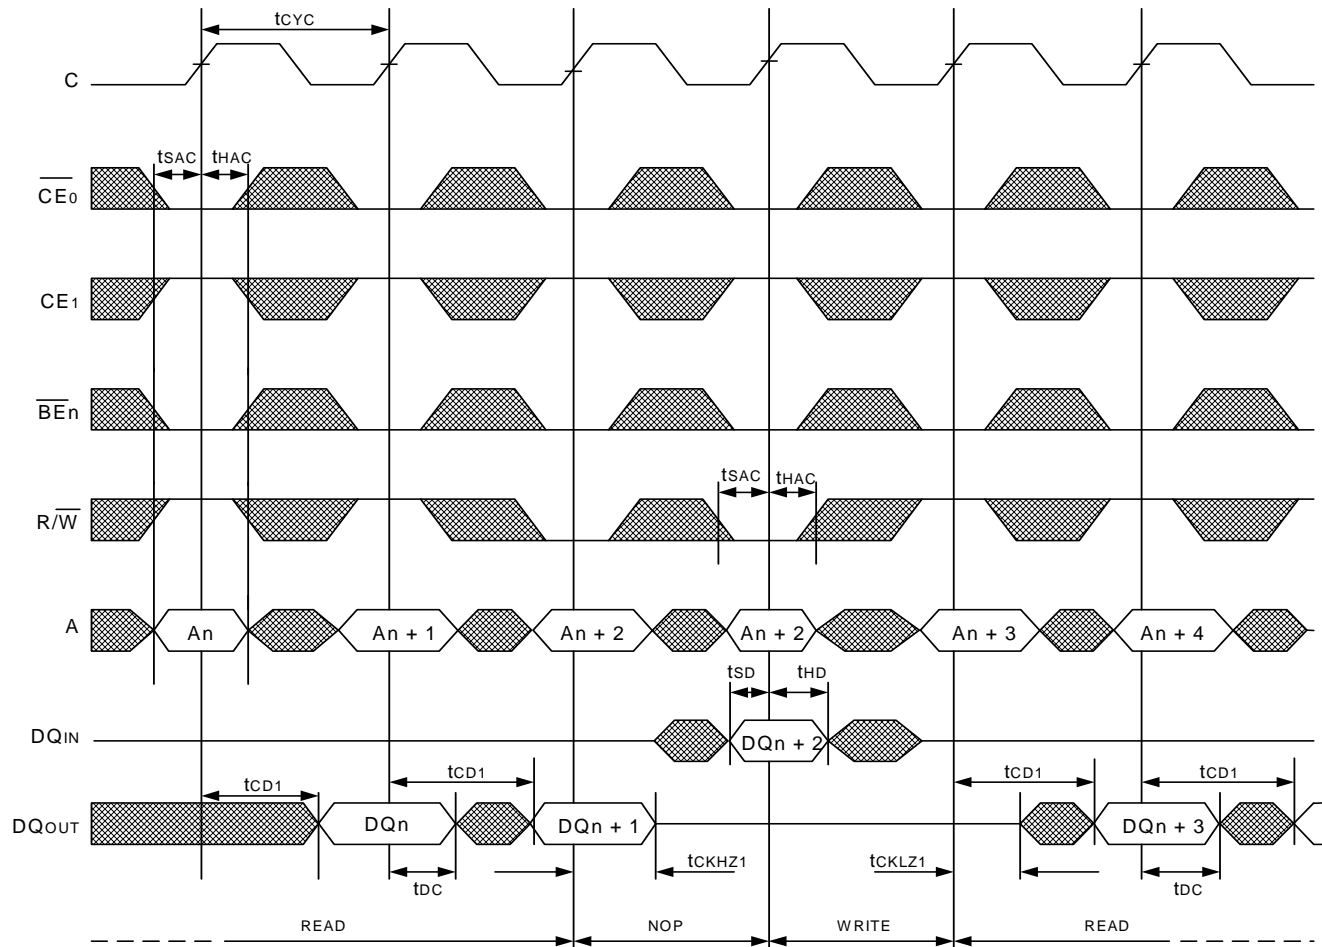 tCYC
C
tSAC tHAC
CE0
CE1
BEn
tSAC tHAC
R/W
A An An + 1 An + 2 An + 2 An + 3 An + 4
tSD tHD
DQIN DQn + 2
tCD1 tCD1 tCD1 tCD1
DQOUT DQn DQn + 1 DQn + 3
tDC tCKHZ1 tCKLZ1 tDC
READ NOP WRITE READ